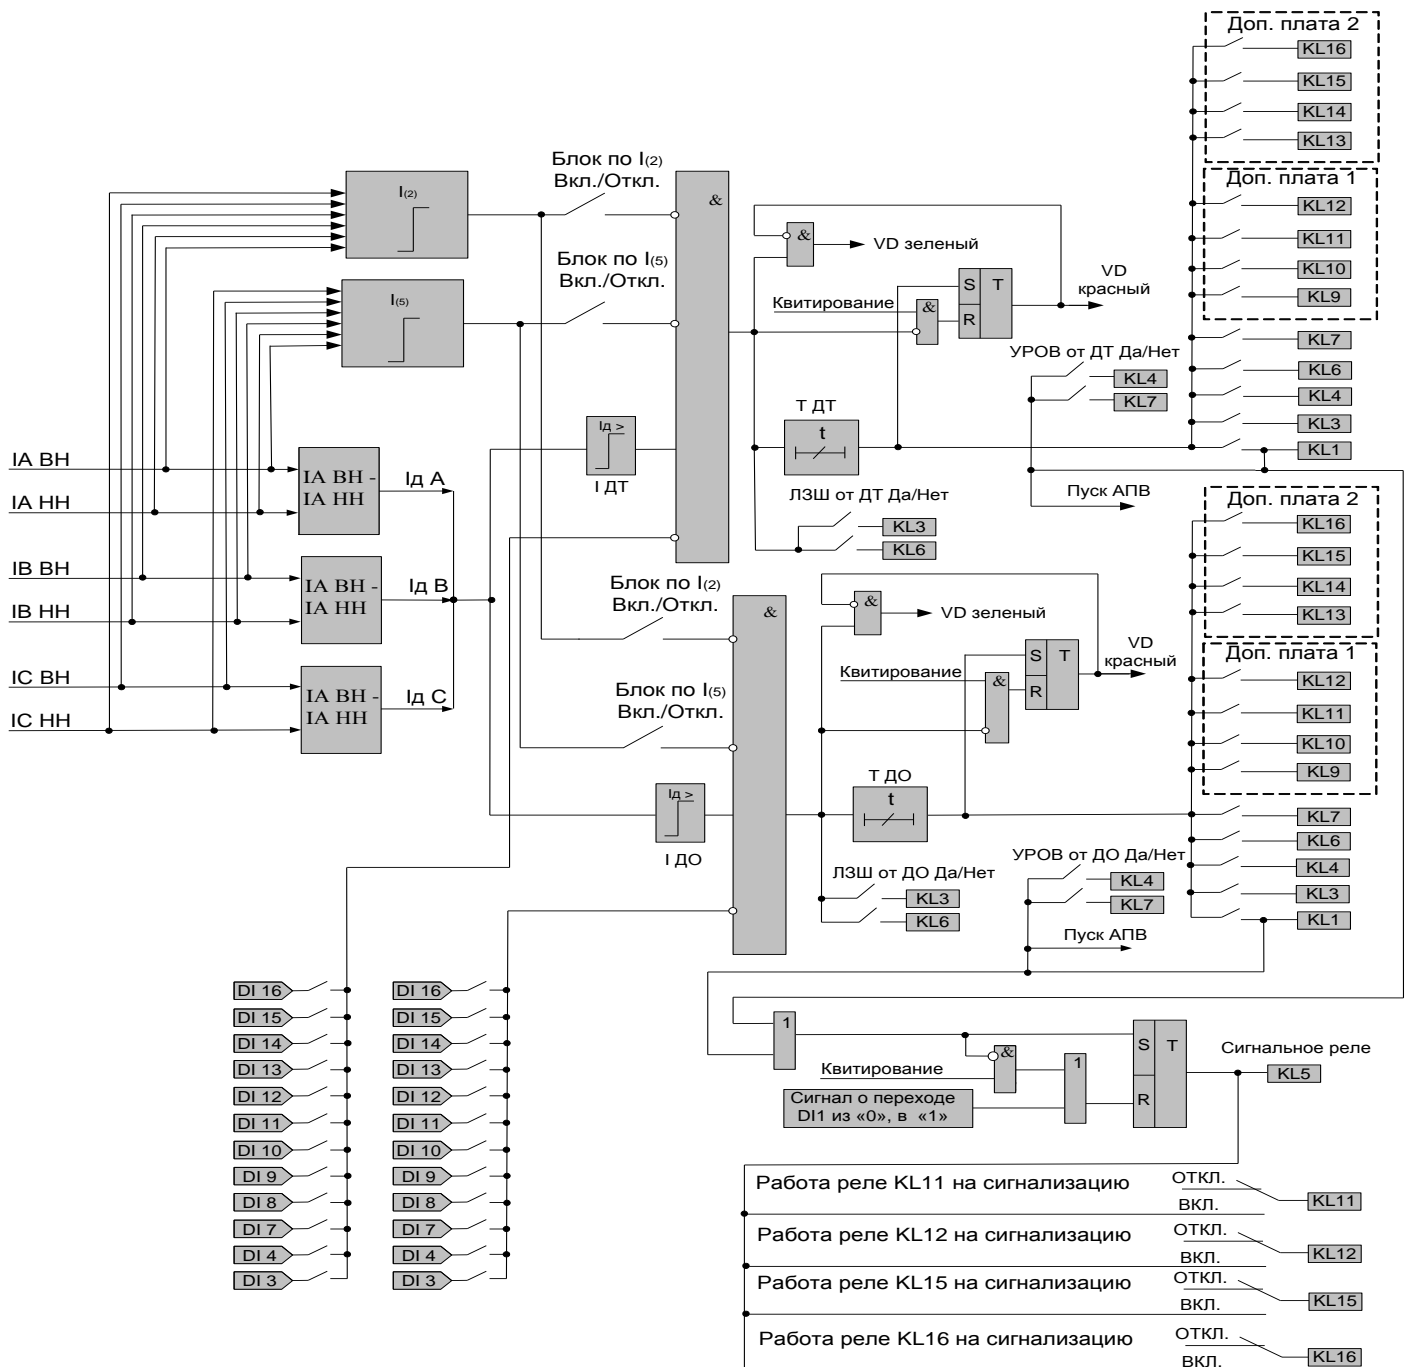 Доп. плата 2
KL16
KL15
KL14
KL13
Доп. плата 1
KL12
KL11
KL10
KL9
KL7
KL6
KL4
KL3
KL1
Блок по I(2)
Вкл./Откл.
I(2)
&
Блок по I(5)
Вкл./Откл.
I(5)
&
VD зеленый
VD
красный
Квитирование
&
S T
R
УРОВ от ДТ Да/Нет
KL4
KL7
Т ДТ
t
Iд >
I ДТ
ЛЗШ от ДТ Да/Нет
KL3
KL6
Пуск АПВ
IA ВН
IA НН
IA ВН -
IA НН
Iд A
IB ВН
IB НН
IA ВН -
IA НН
Iд B
IC ВН
IC НН
IA ВН -
IA НН
Iд C
Доп. плата 2
KL16
KL15
KL14
KL13
Доп. плата 1
KL12
KL11
KL10
KL9
KL7
KL6
KL4
KL3
KL1
Блок по I(2)
Вкл./Откл.
&
Блок по I(5)
Вкл./Откл.
&
VD зеленый
VD
красный
Квитирование
&
S T
R
Т ДО
t
Iд >
I ДО
ЛЗШ от ДО Да/Нет
KL3
KL6
УРОВ от ДО Да/Нет
KL4
KL7
Пуск АПВ
DI 16
DI 15
DI 14
DI 13
DI 12
DI 11
DI 10
DI 9
DI 8
DI 7
DI 4
DI 3
DI 16
DI 15
DI 14
DI 13
DI 12
DI 11
DI 10
DI 9
DI 8
DI 7
DI 4
DI 3
1
Квитирование
&
1
Сигнал о переходе
DI1 из «0», в «1»
S T
R
Сигнальное реле
KL5
Работа реле KL11 на сигнализацию
ОТКЛ.
ВКЛ.
KL11
Работа реле KL12 на сигнализацию
ОТКЛ.
ВКЛ.
KL12
Работа реле KL15 на сигнализацию
ОТКЛ.
ВКЛ.
KL15
Работа реле KL16 на сигнализацию
ОТКЛ.
ВКЛ.
KL16